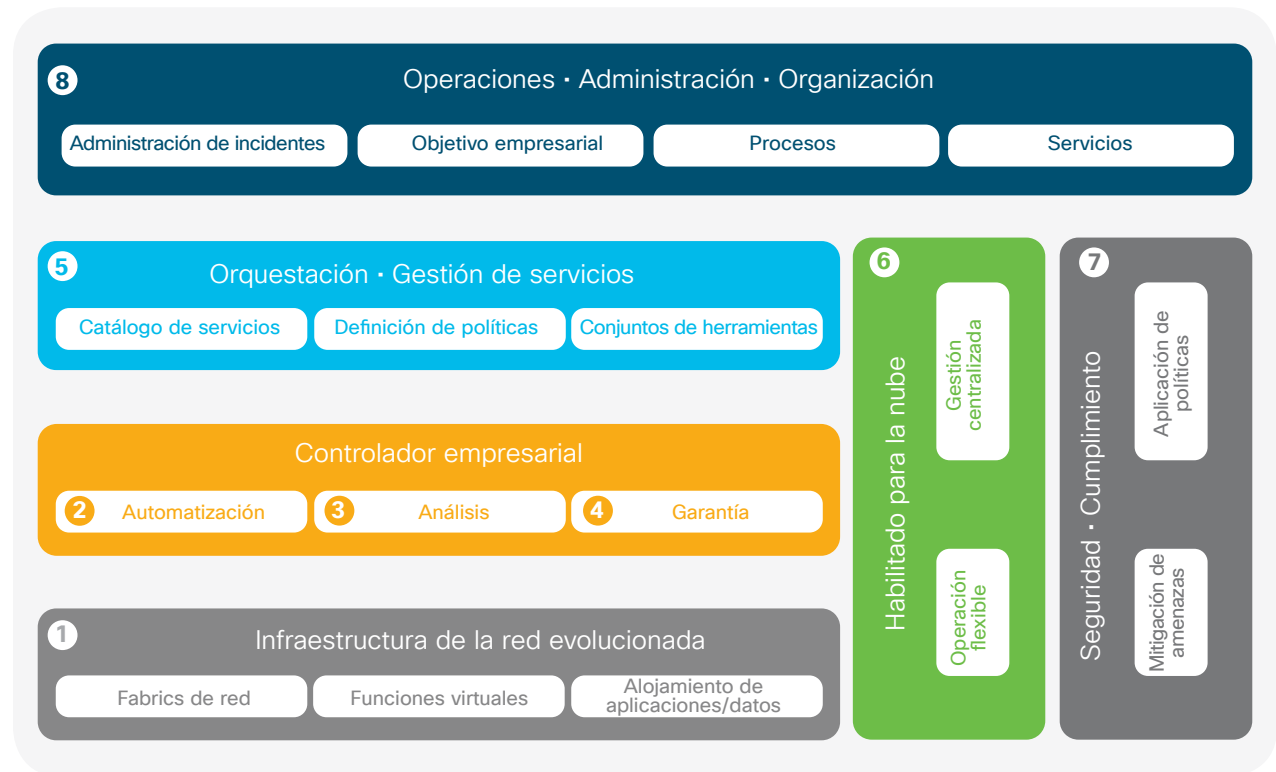 8
Operaciones · Administración · Organización
Administración de incidentes
Objetivo empresarial
Procesos
Servicios
5
Orquestación · Gestión de servicios
Catálogo de servicios
Definición de políticas
Conjuntos de herramientas
Controlador empresarial
2
Automatización
3
Análisis
4
Garantía
1
Infraestructura de la red evolucionada
Fabrics de red
Funciones virtuales
Alojamiento de
aplicaciones/datos
6
Habilitado para la nube
Gestión
centralizada
Operación
flexible
7
Seguridad · Cumplimiento
Aplicación de
políticas
Mitigación de
amenazas